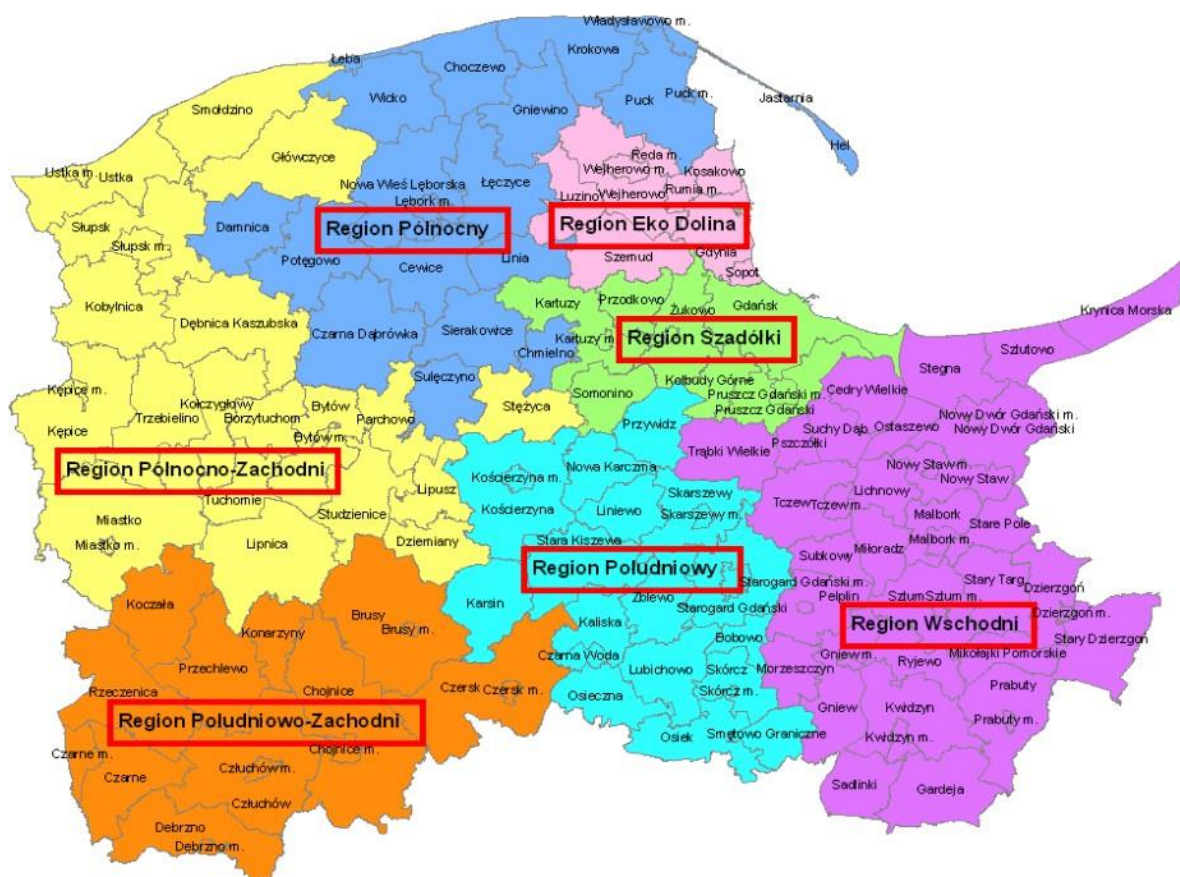 Władysławowo m.
Krokowa
Łeba
Choczewo
Wicko
Puck
Puck m.
Jastarnia
Smołdzino
Gniewino
Hel
Główczyce
Reda m.
Wejherowo m.
Kosakowo
Ustka m.
Ustka
Nowa Wieś Lęborska
Łęczyce
Luzino
Wejherowo
Rumia m.
Lębork m.
Słupsk
Damnica
Region Północny
Region Eko Dolina
Słupsk m.
Potęgowo
Cewice
Linia
Szemud
Gdynia
Sopot
Kobylnica
Kartuzy
Przodkowo
Żukowo
Gdańsk
Krynica Morska
Dębnica Kaszubska
Czarna Dąbrówka
Sierakowice
Kartuzy m.
Region Szadółki
Chmielno
Sztutowo
Stegna
Kępice m.
Sulęczyno
Somonino
Kolbudy Górne
Pruszcz Gdański m.
Cedry Wielkie
Kołczygłowy
Bytów
Stężyca
Pruszcz Gdański
Trzebielino
Borzytuchom
Parchowo
Przywidz
Suchy Dąb.
Ostaszewo
Nowy Dwór Gdański m.
Nowy Dwór Gdański
Kępice
Bytów m.
Pszczółki
Trąbki Wielkie
Region Północno-Zachodni
Lipusz
Kościerzyna m.
Nowa Karczma
Nowy Staw m.
Nowy Staw
Tuchomie
Skarszewy
Lichnowy
Studzienice
Kościerzyna
Liniewo
Skarszewy m.
Tczew
Tczew m.
Malbork
Miastko
Stare Pole
Miastko m.
Lipnica
Dziemiany
Stara Kiszewa
Malbork m.
Subkowy
Miłoradz
Region Południowy
Starogard Gdański m.
Stary Targ
Dzierzgoń
Pelplin
Sztum
Sztum m.
Koczała
Karsin
Zblewo
Starogard Gdański
Dzierzgoń m.
Brusy
Kaliska
Region Wschodni
Konarzyny
Brusy m.
Bobowo
Stary Dzierzgoń
Czarna Woda
Gniew m.
Ryjewo
Mikołajki Pomorskie
Przechlewo
Lubichowo
Skórcz
Morzeszczyn
Rzeczenica
Chojnice
Czersk
Czersk m.
Skórcz m.
Prabuty
Osieczna
Gniew
Kwidzyn
Region Południowo-Zachodni
Prabuty m.
Osiek
Smętowo Graniczne
Kwidzyn m.
Czarne m.
Chojnice m.
Czarne
Człuchów m.
Sadlinki
Gardeja
Człuchów
Debrzno
Debrzno m.